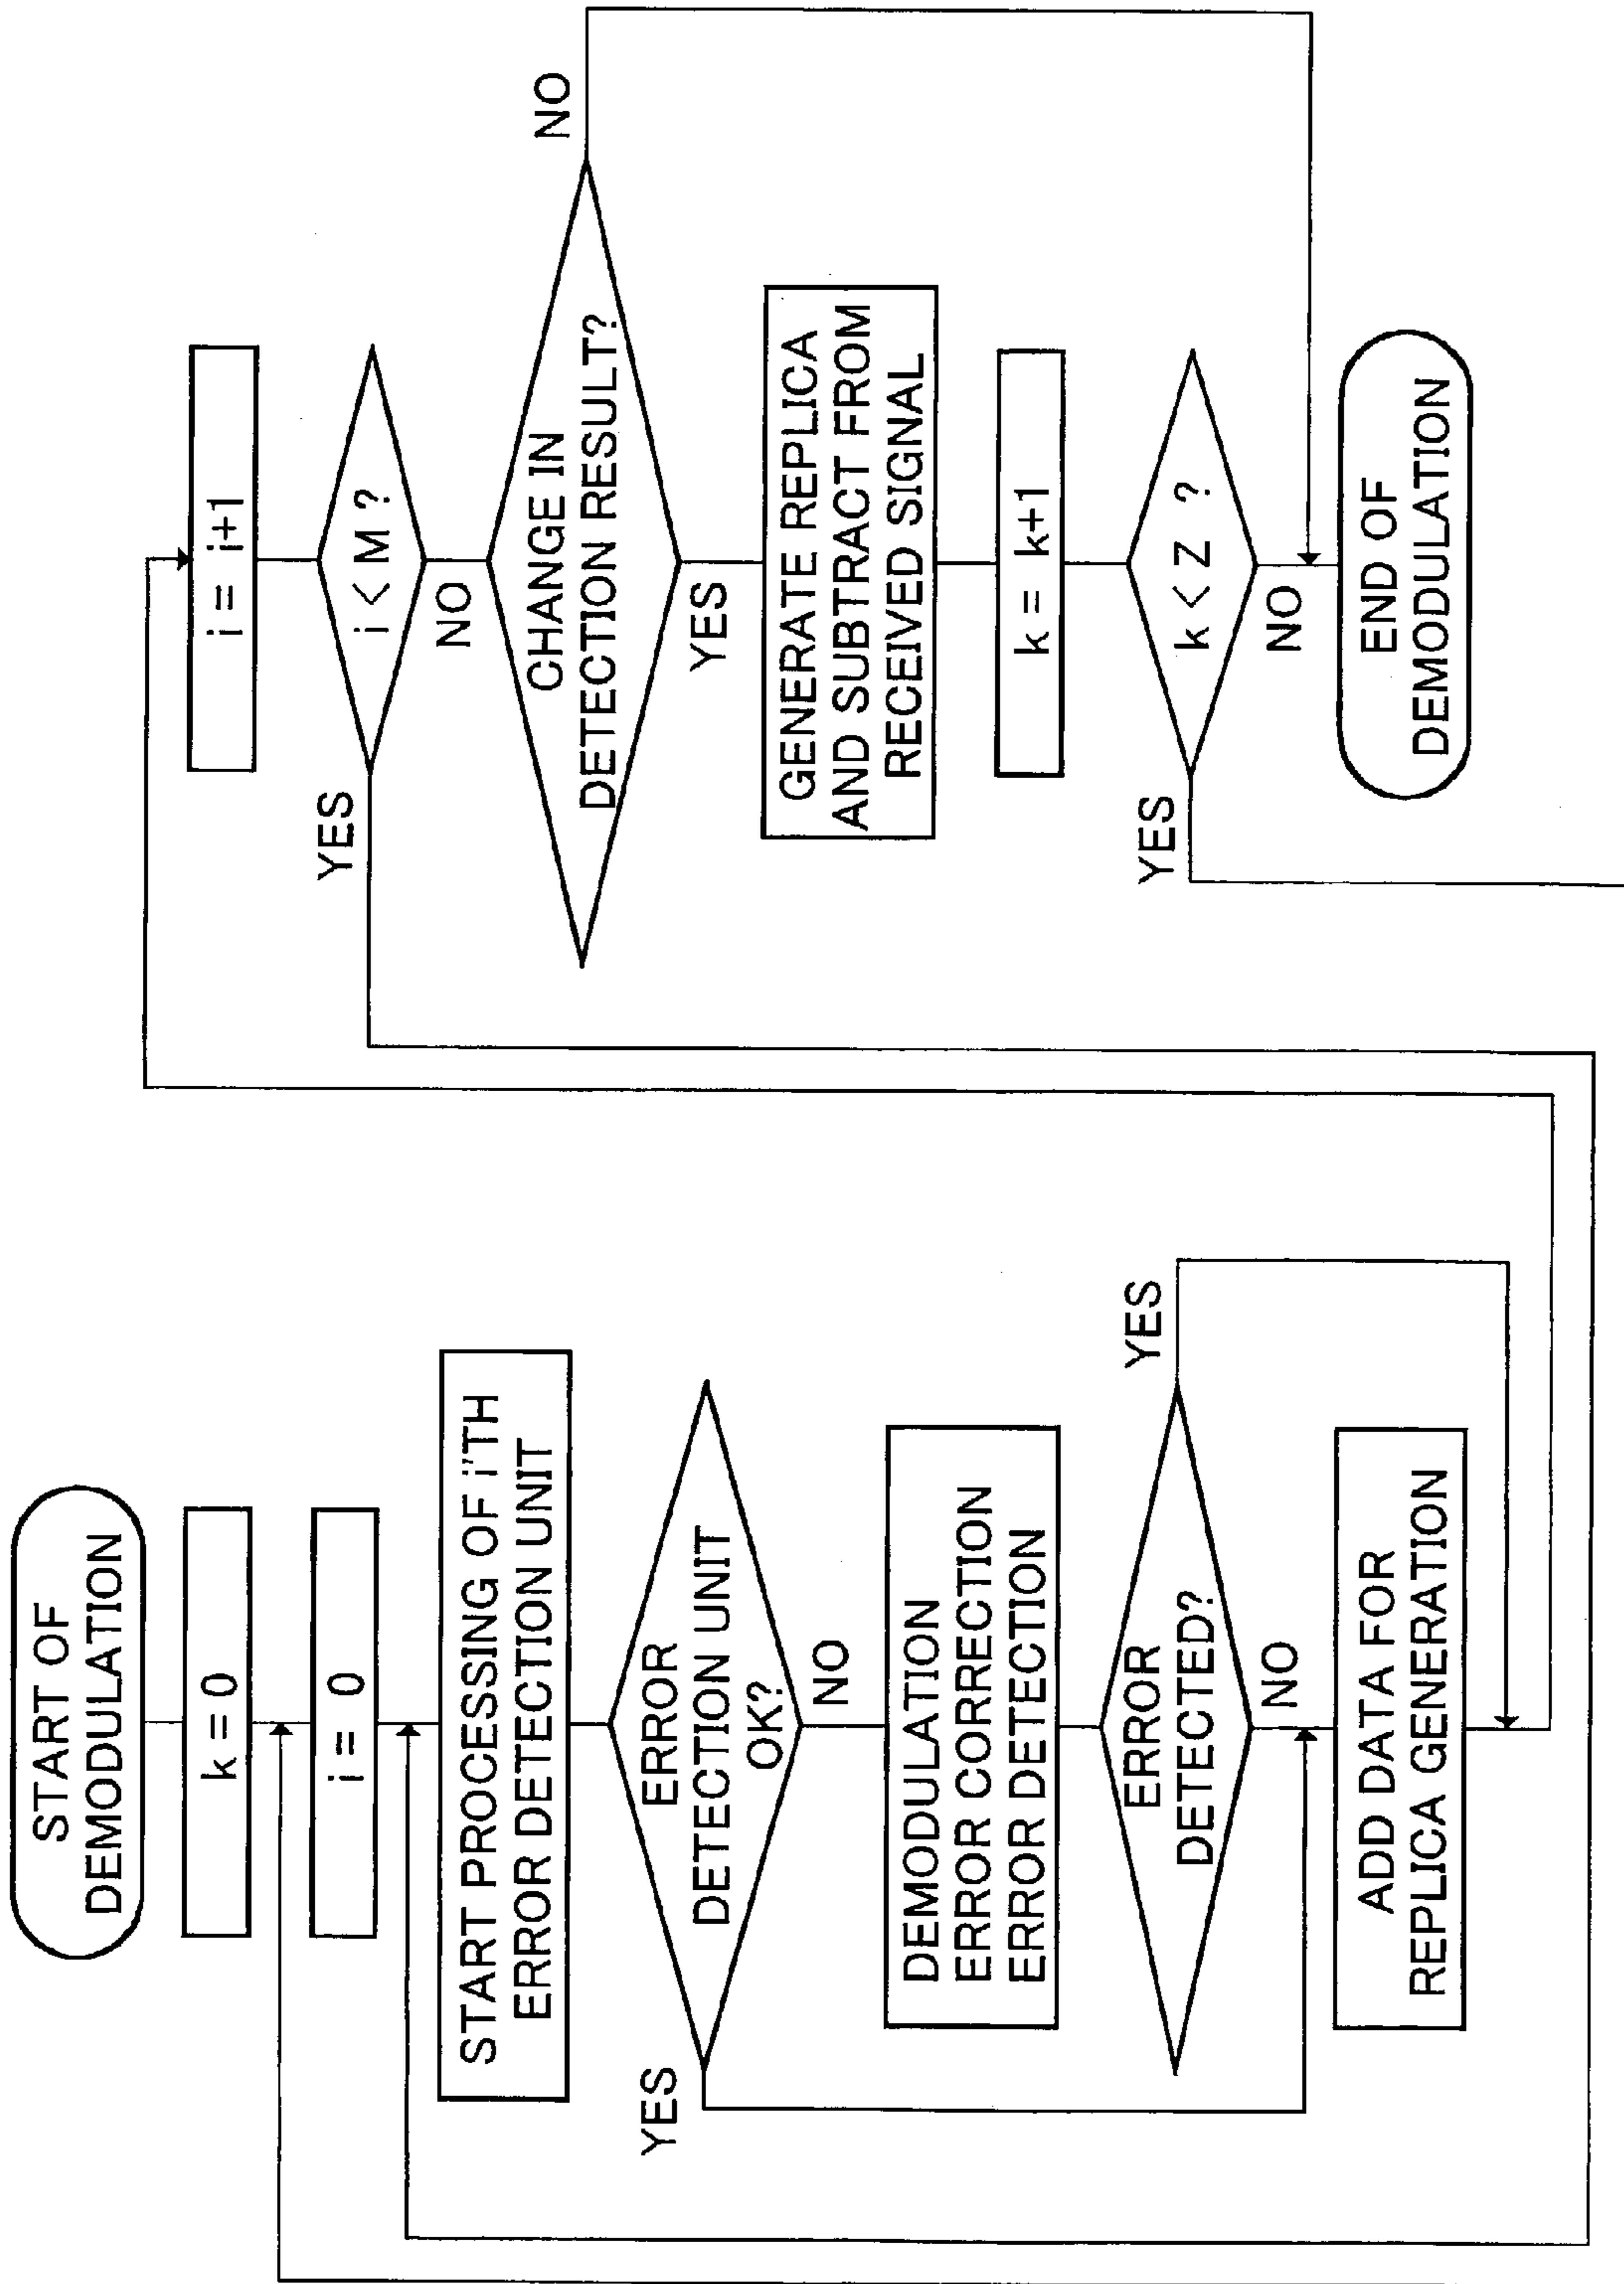 START OF
DEMODULATION
k = 0
i = 0
START PROCESSING OF i'TH
ERROR DETECTION UNIT
ERROR
DETECTION UNIT
OK?
YES
NO
DEMODULATION
ERROR CORRECTION
ERROR DETECTION
ERROR
DETECTED?
YES
NO
ADD DATA FOR
REPLICA GENERATION
i = i+1
i < M ?
YES
NO
CHANGE IN
DETECTION RESULT?
NO
YES
GENERATE REPLICA
AND SUBTRACT FROM
RECEIVED SIGNAL
k = k+1
k < Z ?
YES
NO
END OF
DEMODULATION